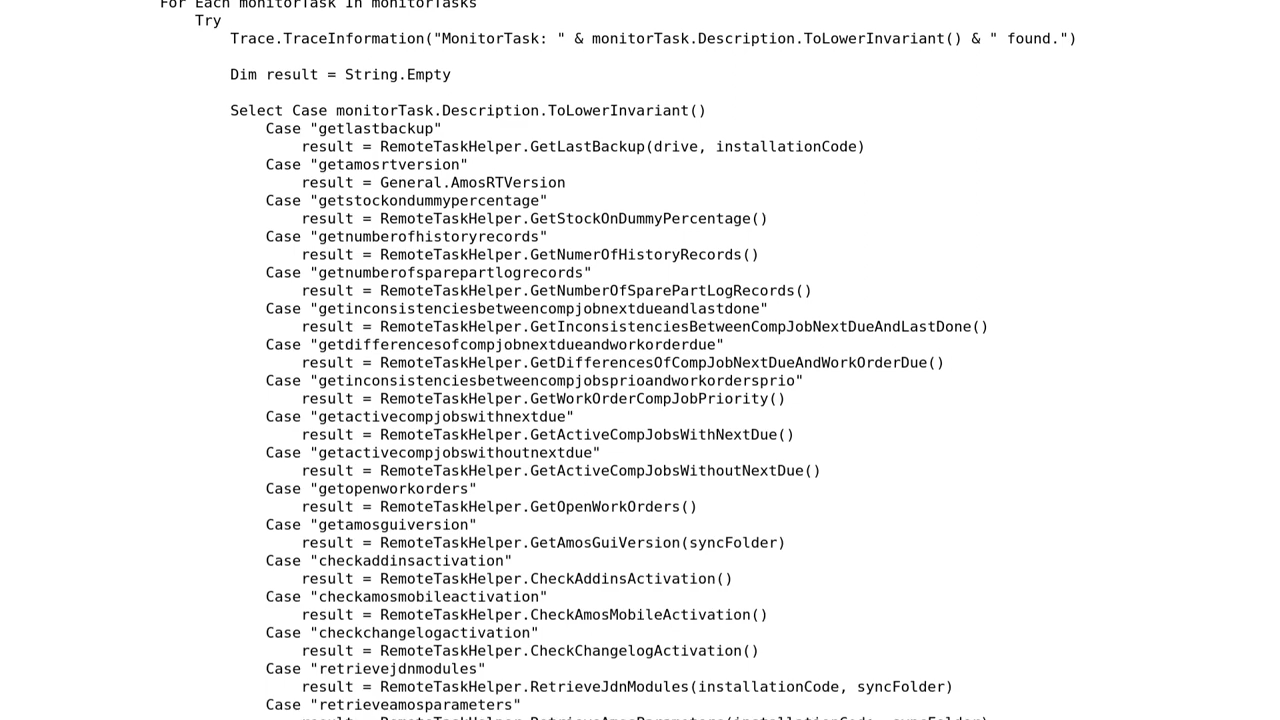 For Each monitorTask In monitorTasks
Try
Trace.TraceInformation("MonitorTask: " & monitorTask.Description.ToLowerInvariant() & " found.")
Dim result = String.Empty
Select Case monitorTask.Description.ToLowerInvariant()
Case "getlastbackup"
result = RemoteTaskHelper.GetLastBackup(drive, installationCode)
Case "getamosrtversion"
result = General.AmosRTVersion
Case "getstockondummypercentage"
result = RemoteTaskHelper.GetStockOnDummyPercentage()
Case "getnumberofhistoryrecords"
result = RemoteTaskHelper.GetNumerOfHistoryRecords()
Case "getnumberofsparepartlogrecords"
result = RemoteTaskHelper.GetNumberOfSparePartLogRecords()
Case "getinconsistenciesbetweencompjobnextdueandlastdone"
result = RemoteTaskHelper.GetInconsistenciesBetweenCompJobNextDueAndLastDone()
Case "getdifferencesofcompjobnextdueandworkorderdue"
result = RemoteTaskHelper.GetDifferencesOfCompJobNextDueAndWorkOrderDue()
Case "getinconsistenciesbetweencompjobsprioandworkordersprio"
result = RemoteTaskHelper.GetWorkOrderCompJobPriority()
Case "getactivecompjobswithnextdue"
result = RemoteTaskHelper.GetActiveCompJobsWithNextDue()
Case "getactivecompjobswithoutnextdue"
result = RemoteTaskHelper.GetActiveCompJobsWithoutNextDue()
Case "getopenworkorders"
result = RemoteTaskHelper.GetOpenWorkOrders()
Case "getamosguiversion"
result = RemoteTaskHelper.GetAmosGuiVersion(syncFolder)
Case "checkaddinsactivation"
result = RemoteTaskHelper.CheckAddinsActivation()
Case "checkamosmobileactivation"
result = RemoteTaskHelper.CheckAmosMobileActivation()
Case "checkchangelogactivation"
result = RemoteTaskHelper.CheckChangelogActivation()
Case "retrievejdnmodules"
result = RemoteTaskHelper.RetrieveJdnModules(installationCode, syncFolder)
Case "retrieveamosparameters"
result = RemoteTaskHelper.RetrieveAmosParameters(installationCode, syncFolder)